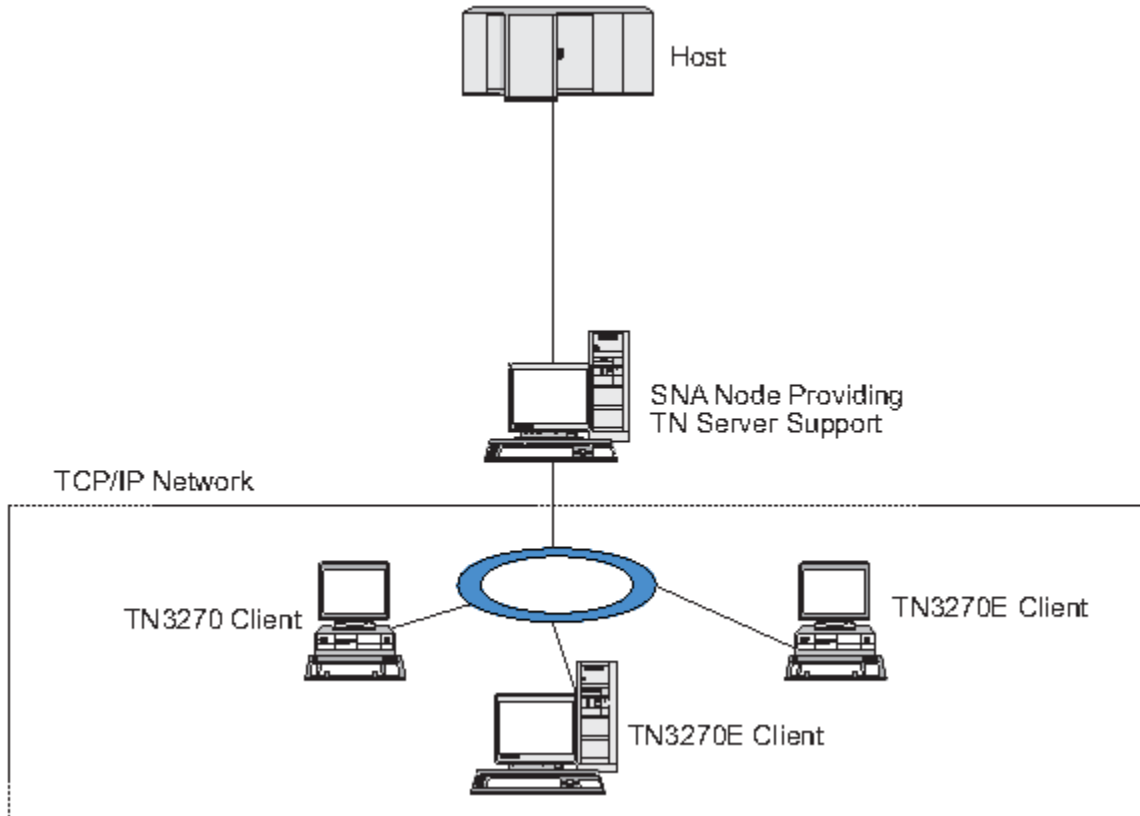 Host
SNA Node Providing
TN Server Support
TCP/IP Network
TN3270 Client
TN3270E Client
TN3270E Client